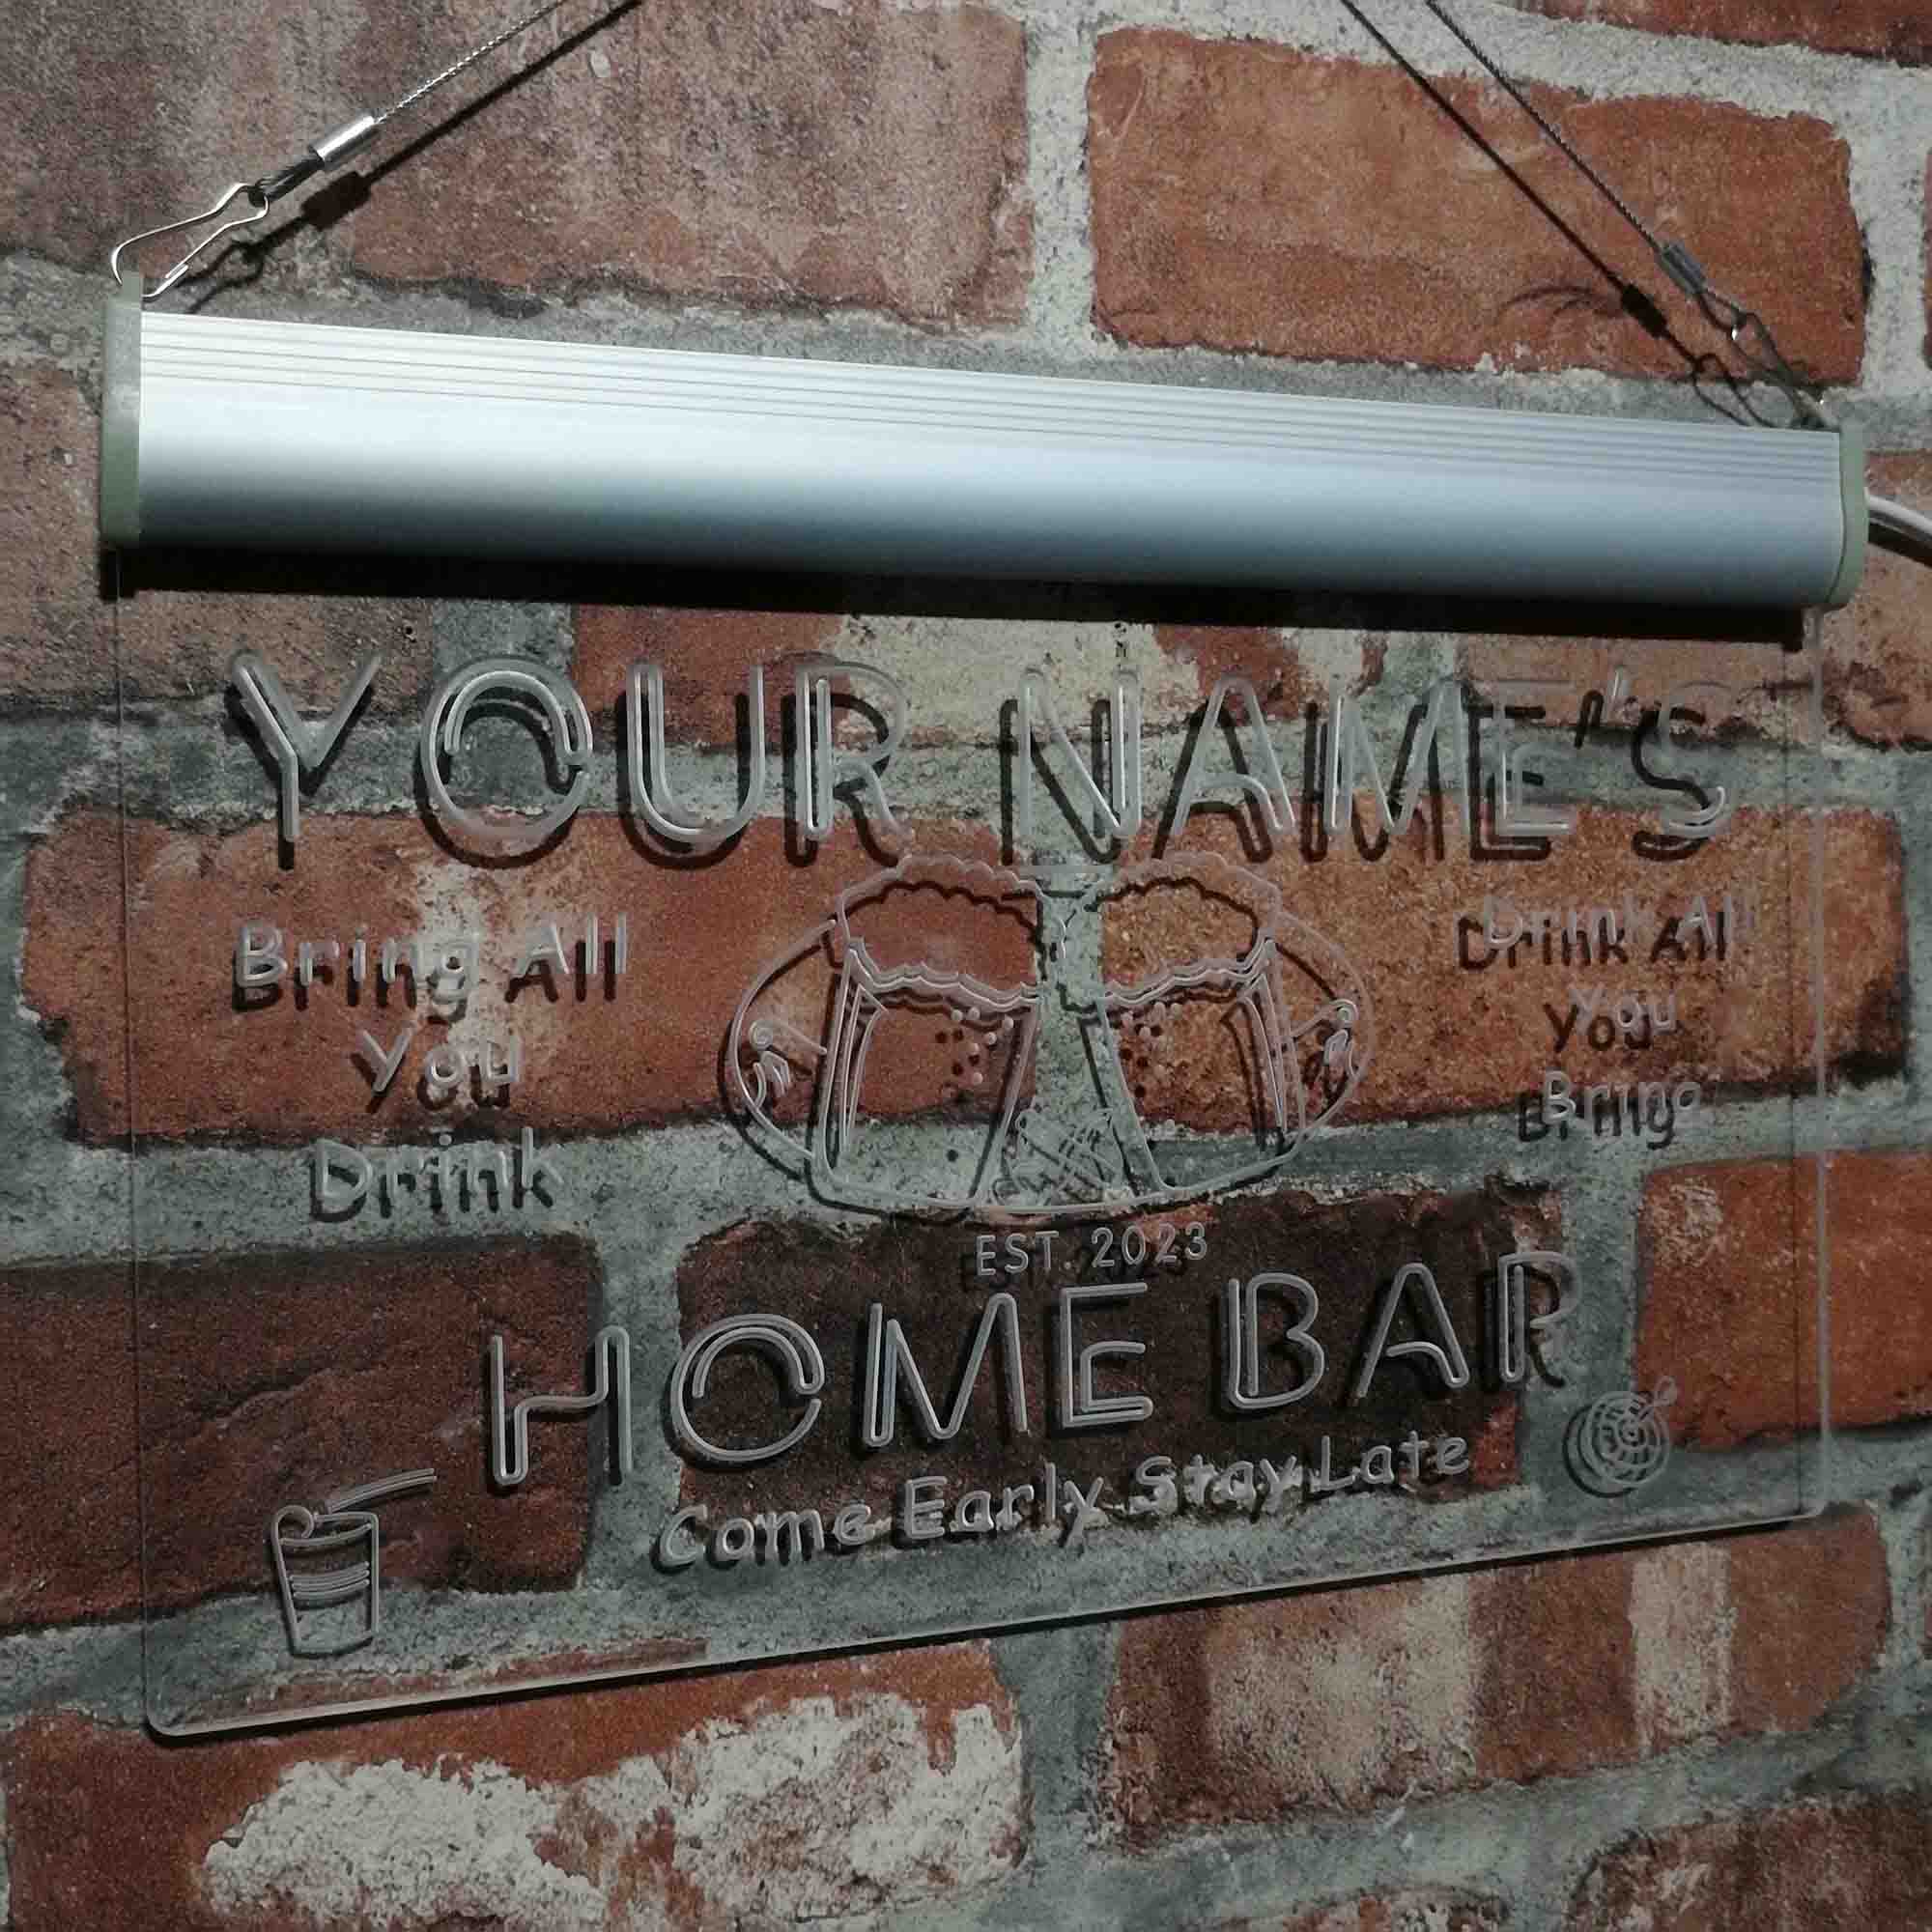 YOUR NAME'S
Bring All
You
Drink
Drink All
You
Bring
EST. 2023
HOME BAR
Come Early Stay Late